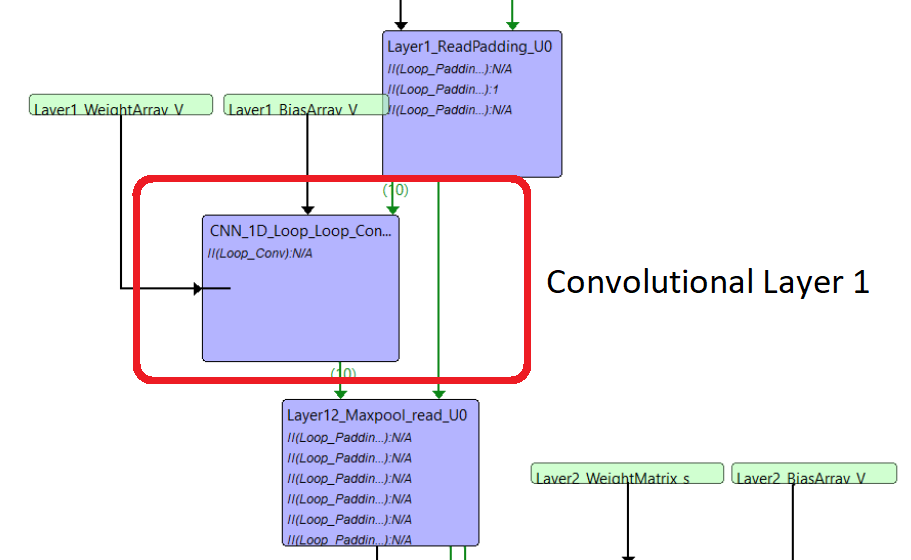 Layer1_ReadPadding_U0
II(Loop_Paddin...):N/A
II(Loop_Paddin...):1
II(Loop_Paddin...):N/A
Layer1_WeightArray_V
Layer1_BiasArray_V
(10)
CNN_1D_Loop_Loop_Con...
II(Loop_Conv):N/A
Convolutional Layer 1
(10)
Layer12_Maxpool_read_U0
II(Loop_Paddin...):N/A
II(Loop_Paddin...):N/A
II(Loop_Paddin...):N/A
II(Loop_Paddin...):N/A
II(Loop_Paddin...):N/A
II(Loop_Paddin...):N/A
Layer2_WeightMatrix_s
Layer2_BiasArray_V